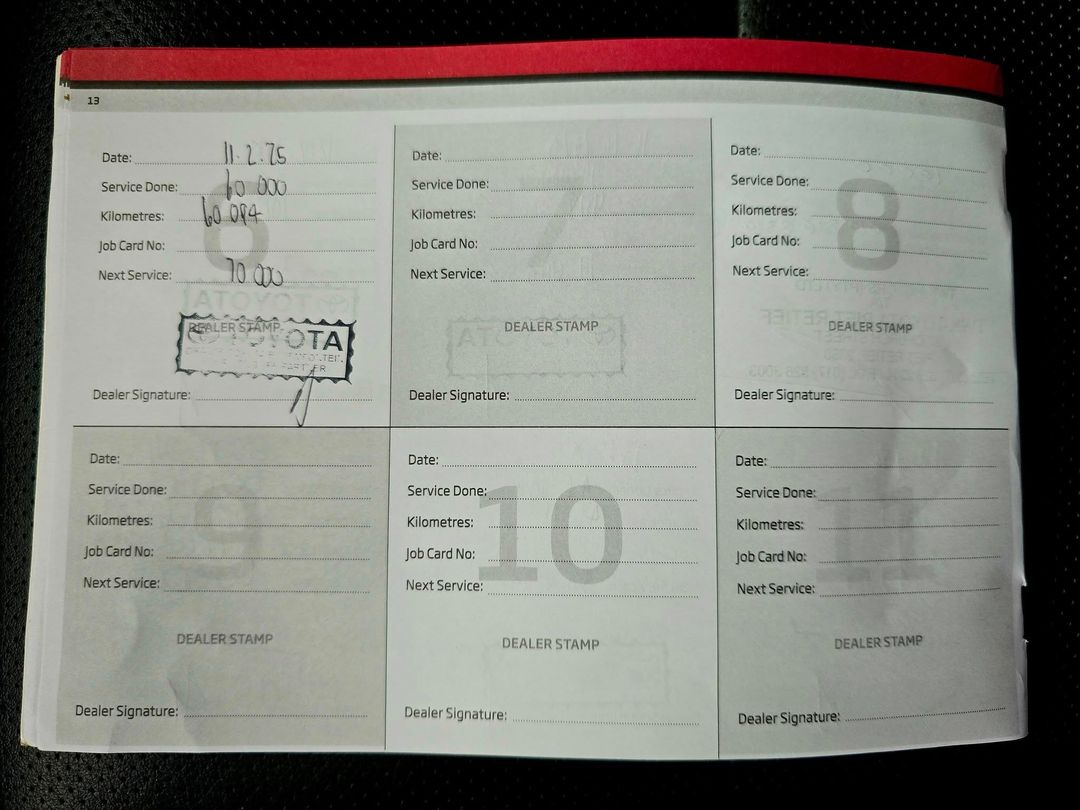 13
Date: 11.2.25
Service Done: 60 000
Kilometres: 60 094
Job Card No:
Next Service: 70 000
6
DEALER STAMP
TOYOTA
Dealer Signature:
Date:
Service Done:
Kilometres:
Job Card No:
Next Service:
7
DEALER STAMP
Dealer Signature:
Date:
Service Done:
Kilometres:
Job Card No:
Next Service:
8
DEALER STAMP
Dealer Signature:
Date:
Service Done:
Kilometres:
Job Card No:
Next Service:
9
DEALER STAMP
Dealer Signature:
Date:
Service Done:
Kilometres:
Job Card No:
Next Service:
10
DEALER STAMP
Dealer Signature:
Date:
Service Done:
Kilometres:
Job Card No:
Next Service:
11
DEALER STAMP
Dealer Signature: